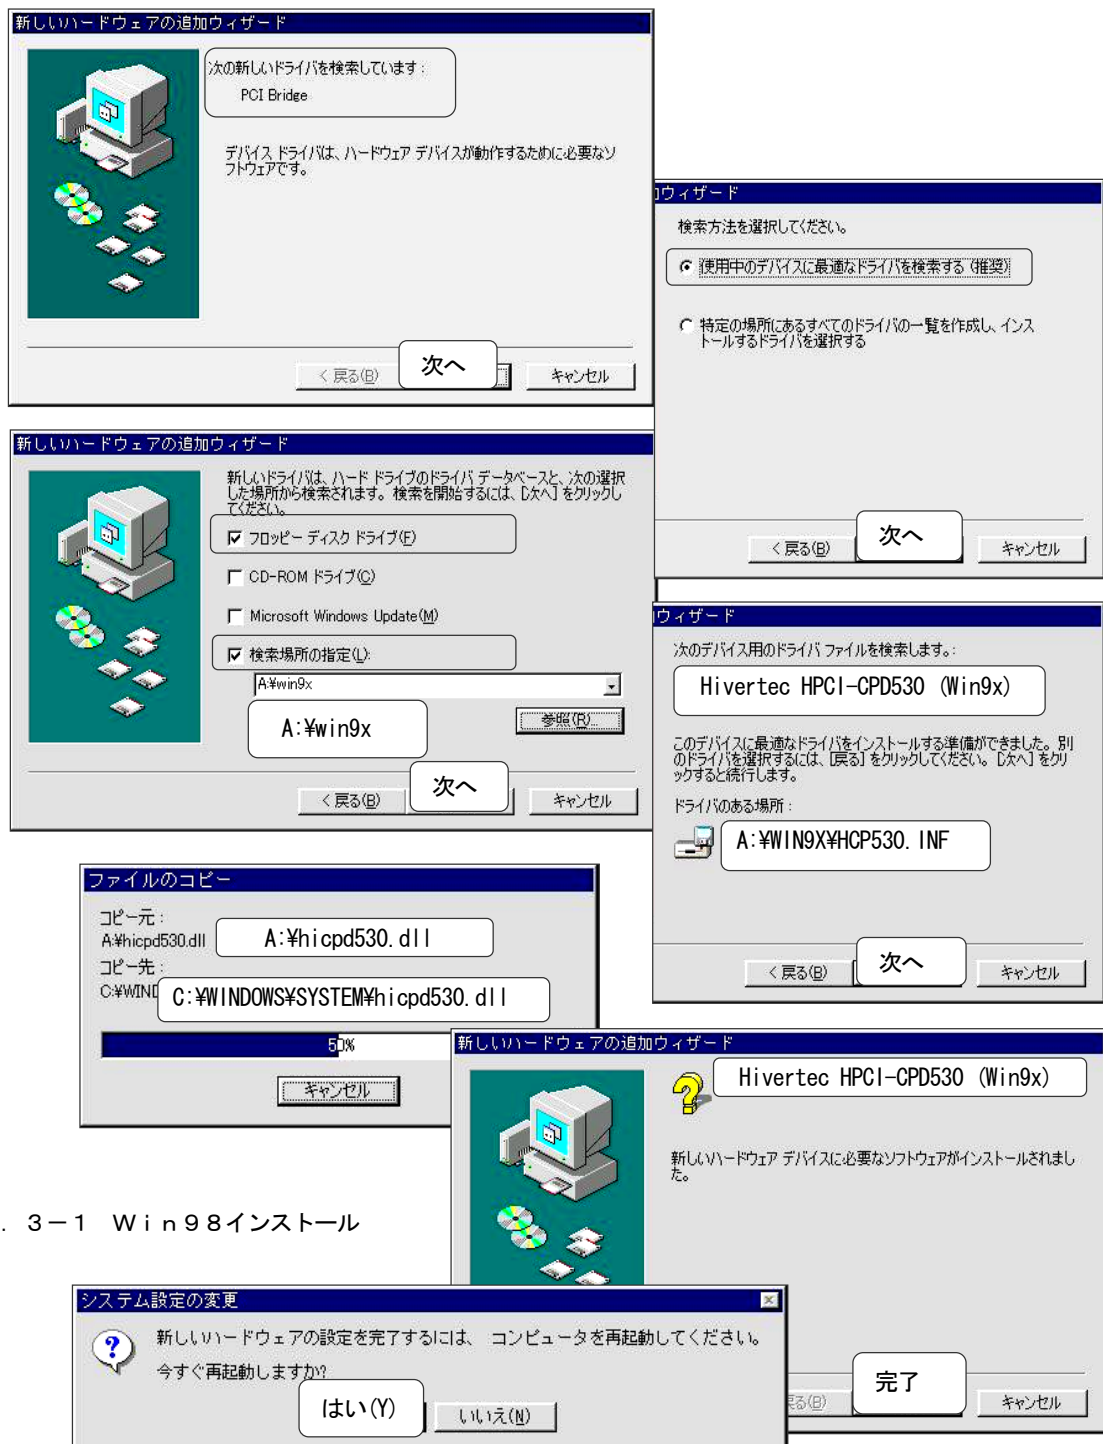 新しいハードウェアの追加ウィザード
次の新しいドライバを検索しています：
PCI Bridge
デバイス ドライバは、ハードウェア デバイスが動作するために必要なソ
フトウェアです。
< 戻る(B)
次へ
キャンセル
ウィザード
検索方法を選択してください。
使用中のデバイスに最適なドライバを検索する (推奨)
特定の場所にあるすべてのドライバの一覧を作成し、インス
トールするドライバを選択する
< 戻る(B)
次へ
キャンセル
新しいハードウェアの追加ウィザード
新しいドライバは、ハード ドライブのドライバ データベースと、次の選択
した場所から検索されます。検索を開始するには、[次へ] をクリックし
てください。
フロッピー ディスク ドライブ(F)
CD-ROM ドライブ(C)
Microsoft Windows Update(M)
検索場所の指定(L):
A:¥win9x
A:¥win9x
参照(R)...
< 戻る(B)
次へ
キャンセル
ウィザード
次のデバイス用のドライバ ファイルを検索します。:
Hivertec HPCI-CPD530 (Win9x)
このデバイスに最適なドライバをインストールする準備ができました。別
のドライバを選択するには、[戻る] をクリックしてください。[次へ] をクリ
ックすると続行します。
ドライバのある場所：
A:¥WIN9X¥HCP530.INF
< 戻る(B)
次へ
キャンセル
ファイルのコピー
コピー元：
A:¥hicpd530.dll
A:¥hicpd530.dll
コピー先：
C:¥WIND
C:¥WINDOWS¥SYSTEM¥hicpd530.dll
50%
キャンセル
新しいハードウェアの追加ウィザード
Hivertec HPCI-CPD530 (Win9x)
新しいハードウェア デバイスに必要なソフトウェアがインストールされまし
た。
戻る(B)
完了
キャンセル
．３－１　Ｗｉｎ９８インストール
システム設定の変更
新しいハードウェアの設定を完了するには、 コンピュータを再起動してください。
今すぐ再起動しますか?
はい(Y)
いいえ(N)